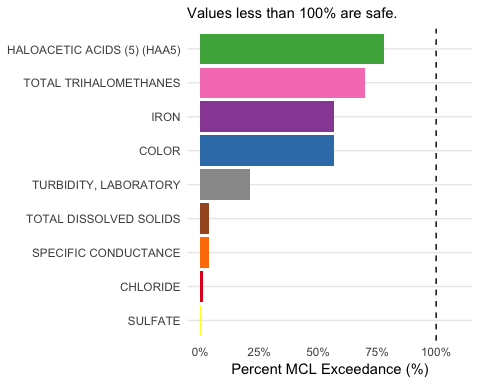 Values less than 100% are safe.
HALOACETIC ACIDS (5) (HAA5)
TOTAL TRIHALOMETHANES
IRON
COLOR
TURBIDITY, LABORATORY
TOTAL DISSOLVED SOLIDS
SPECIFIC CONDUCTANCE
CHLORIDE
SULFATE
0% 25% 50% 75% 100%
Percent MCL Exceedance (%)